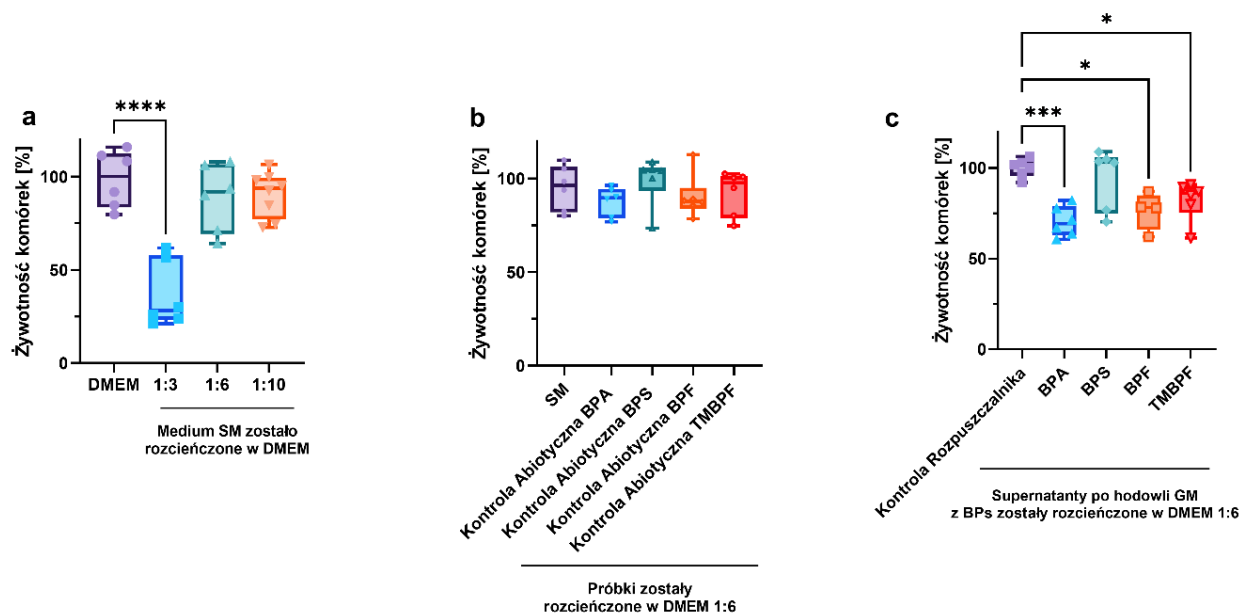 a
Żywotność komórek [%]
100
50
0
****
DMEM
1:3
1:6
1:10
Medium SM zostało
rozcieńczone w DMEM
b
Żywotność komórek [%]
100
50
0
SM
Kontrola Abiotyczna BPA
Kontrola Abiotyczna BPS
Kontrola Abiotyczna BPF
Kontrola Abiotyczna TMBPF
Próbki zostały
rozcieńczone w DMEM 1:6
c
Żywotność komórek [%]
100
50
0
*
*
***
Kontrola Rozpuszczalnika
BPA
BPS
BPF
TMBPF
Supernatanty po hodowli GM
z BPs zostały rozcieńczone w DMEM 1:6